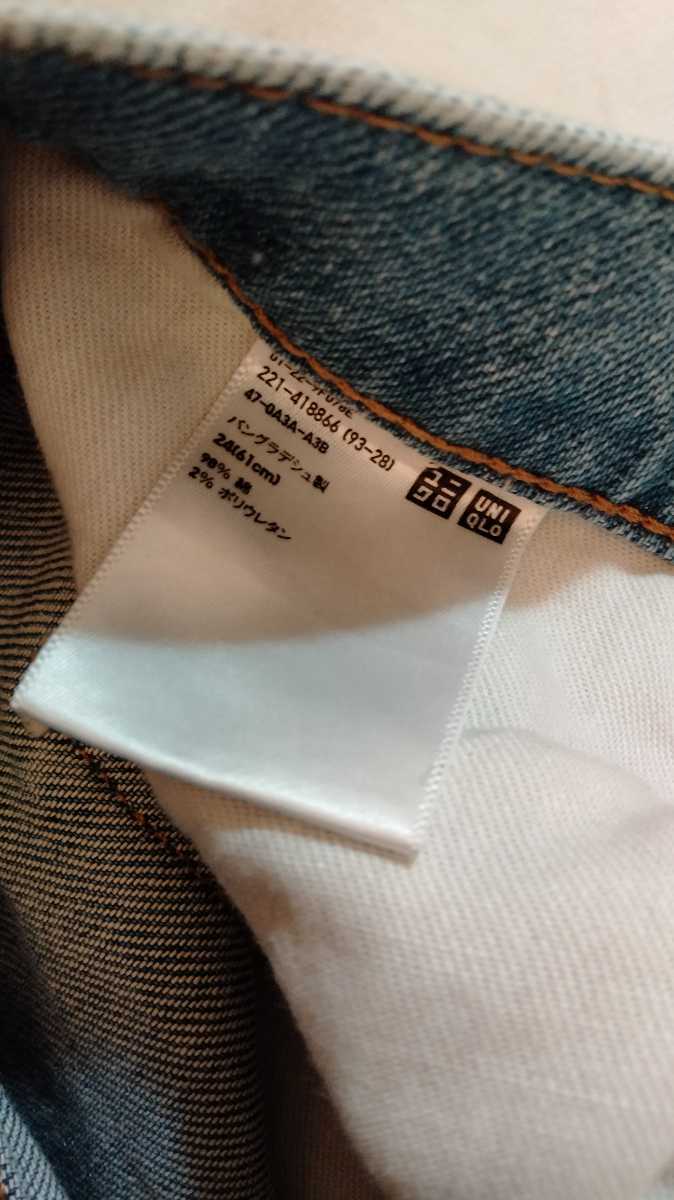 221-418866 (93-28)
47-0A3A-A3B
バングラデシュ製
24(61cm)
98% 綿
2% ポリウレタン
ユニ
クロ
UNI
QLO